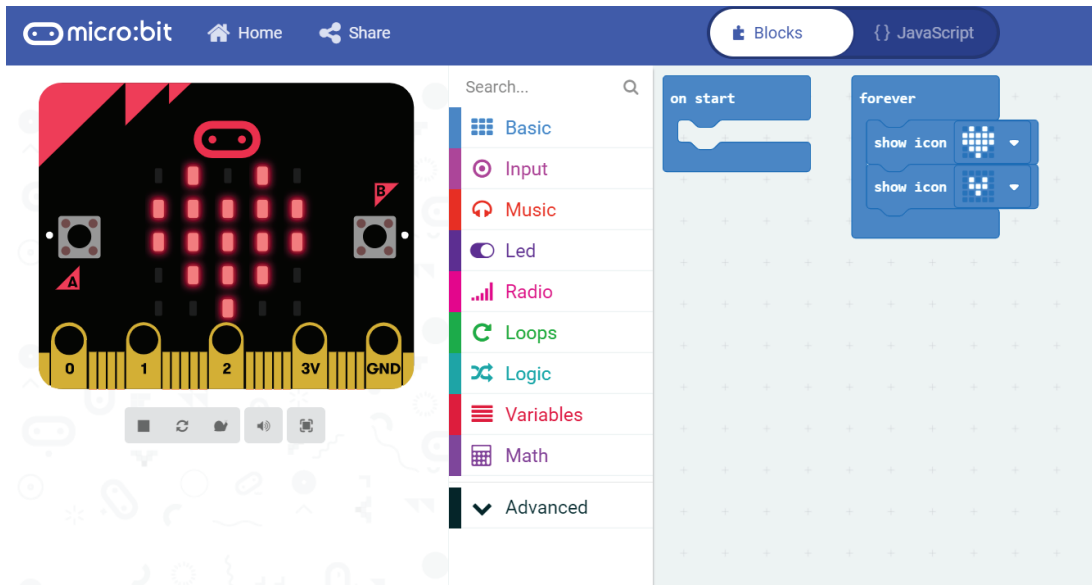 micro:bit Home Share Blocks {} JavaScript
B
A
0 1 2 3V GND
Search...
Basic
Input
Music
Led
Radio
Loops
Logic
Variables
Math
Advanced
on start
forever
show icon
show icon